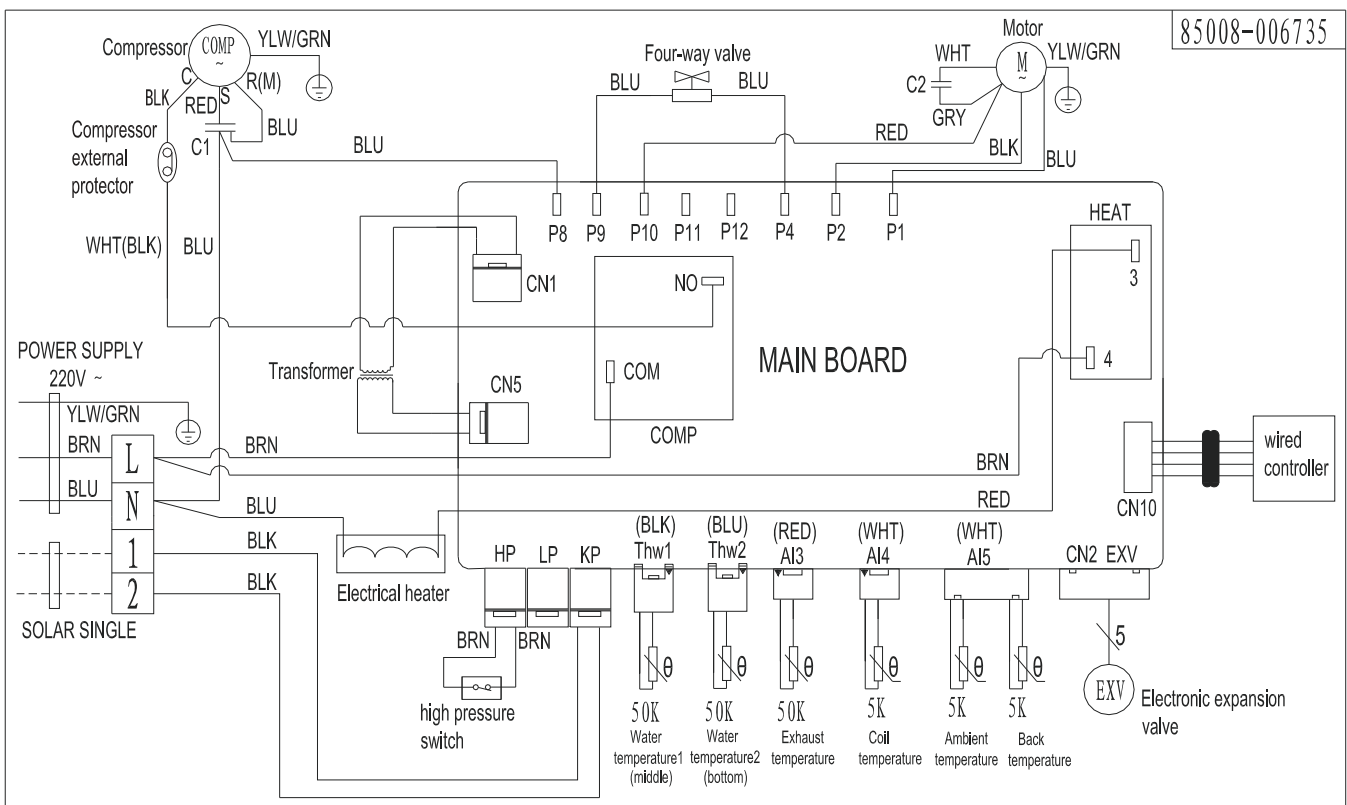 85008-006735
Compressor
COMP
~
YLW/GRN
Four-way valve
Motor
WHT
M
~
YLW/GRN
C
R(M)
S
BLK
RED
BLU
BLU
BLU
C2
GRY
Compressor
external
protector
C1
BLU
RED
BLK
BLU
WHT(BLK)
BLU
P8
P9
P10
P11
P12
P4
P2
P1
HEAT
CN1
NO
3
POWER SUPPLY
220V ~
Transformer
COM
MAIN BOARD
4
CN5
YLW/GRN
COMP
BRN
L
BRN
BRN
wired
controller
BLU
N
BLU
RED
CN10
1
BLK
2
BLK
SOLAR SINGLE
Electrical heater
HP
LP
KP
(BLK)
Thw1
(BLU)
Thw2
(RED)
AI3
(WHT)
AI4
(WHT)
AI5
CN2 EXV
BRN
BRN
θ
θ
θ
θ
θ
θ
5
EXV
Electronic expansion
valve
high pressure
switch
50K
Water
temperature1
(middle)
50K
Water
temperature2
(bottom)
50K
Exhaust
temperature
5K
Coil
temperature
5K
Ambient
temperature
5K
Back
temperature